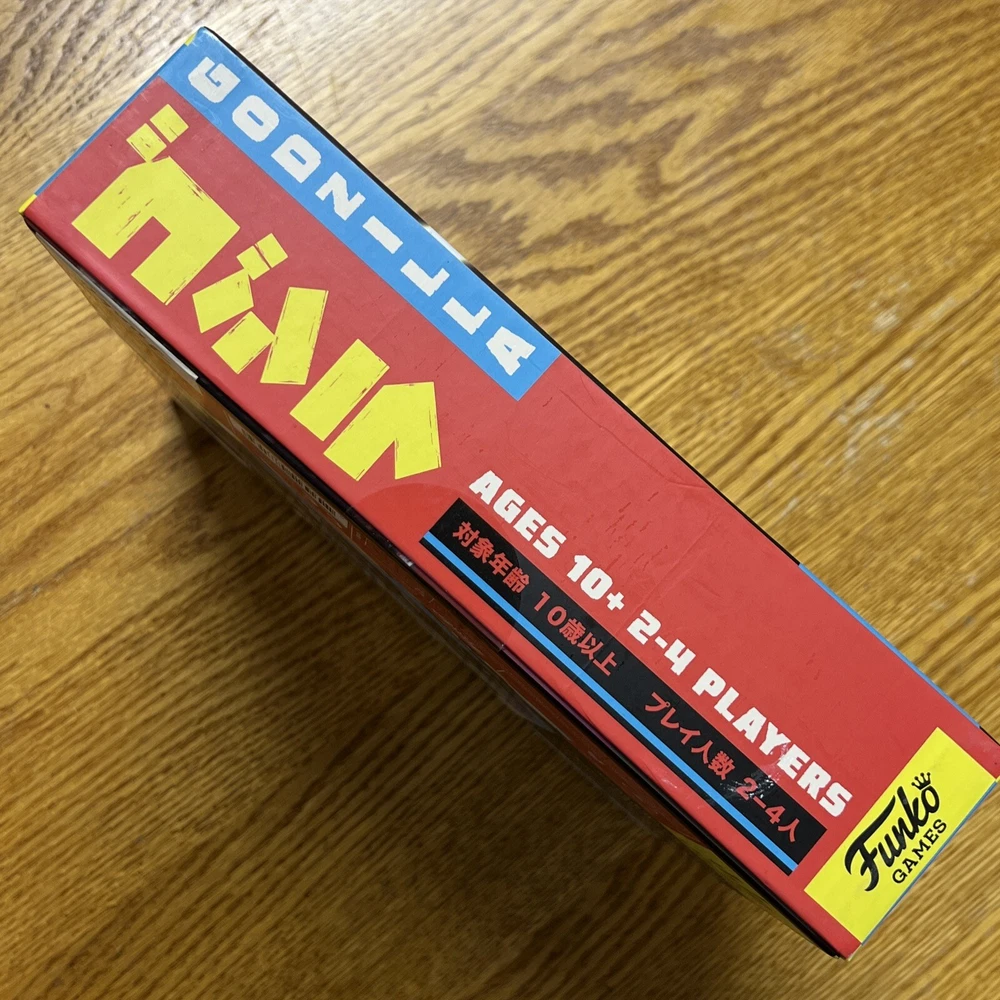 GODZILLA
ゴジラ
AGES 10+ 2-4 PLAYERS
対象年齢 10歳以上 プレイ人数 2-4人
Funko
GAMES